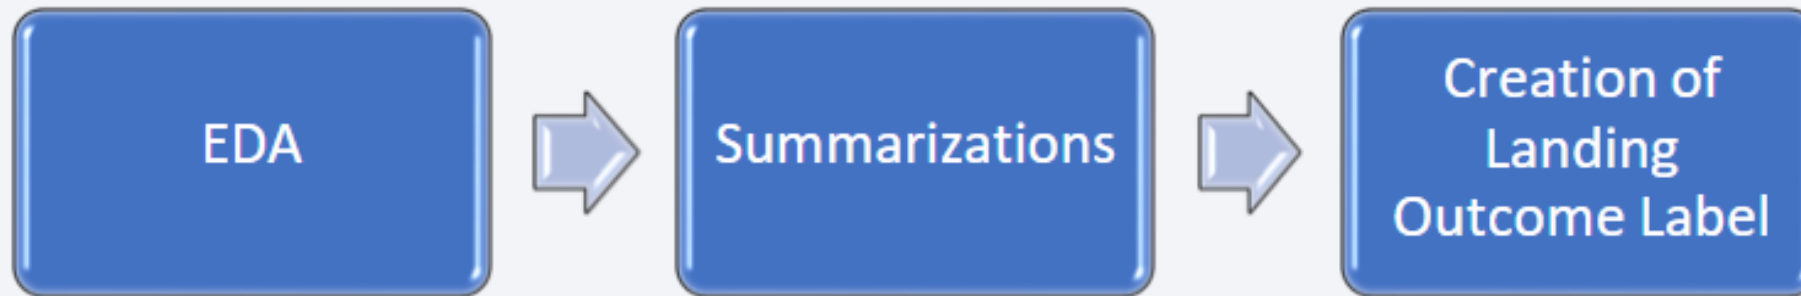 EDA
Summarizations
Creation of
Landing
Outcome Label